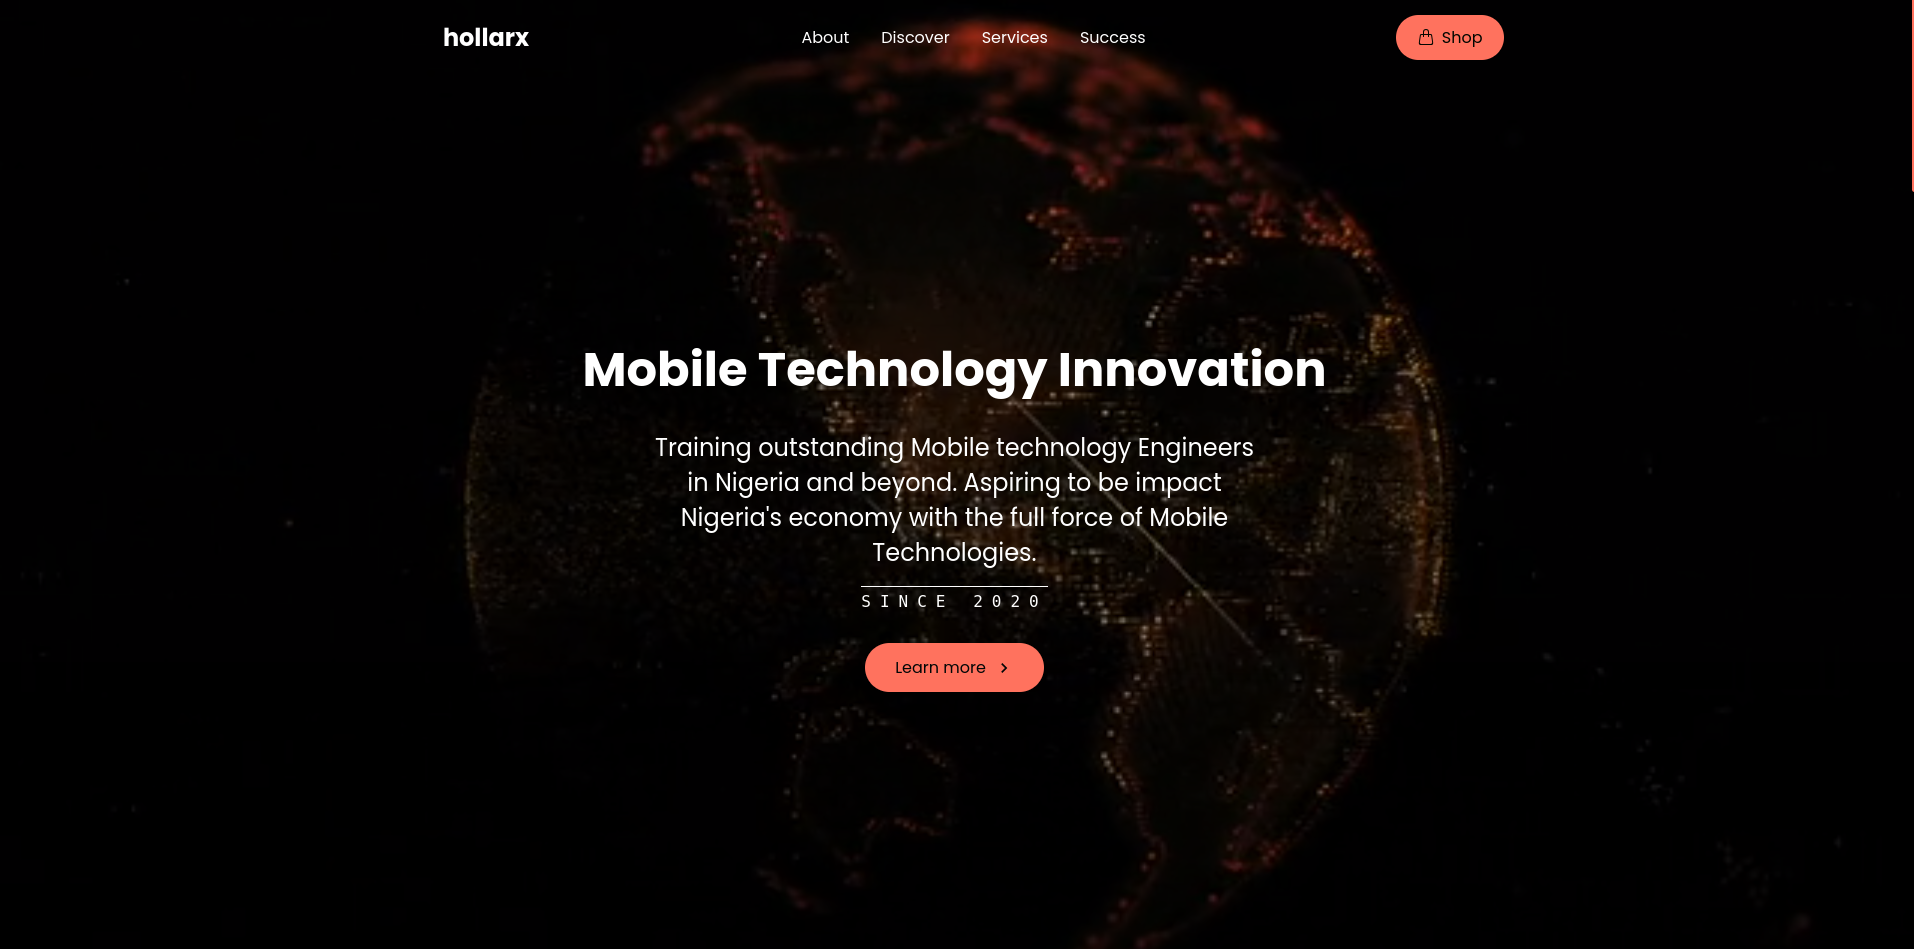 hollarx
About
Discover
Services
Success
Shop
Mobile Technology Innovation
Training outstanding Mobile technology Engineers
in Nigeria and beyond. Aspiring to be impact
Nigeria's economy with the full force of Mobile
Technologies.
SINCE 2020
Learn more